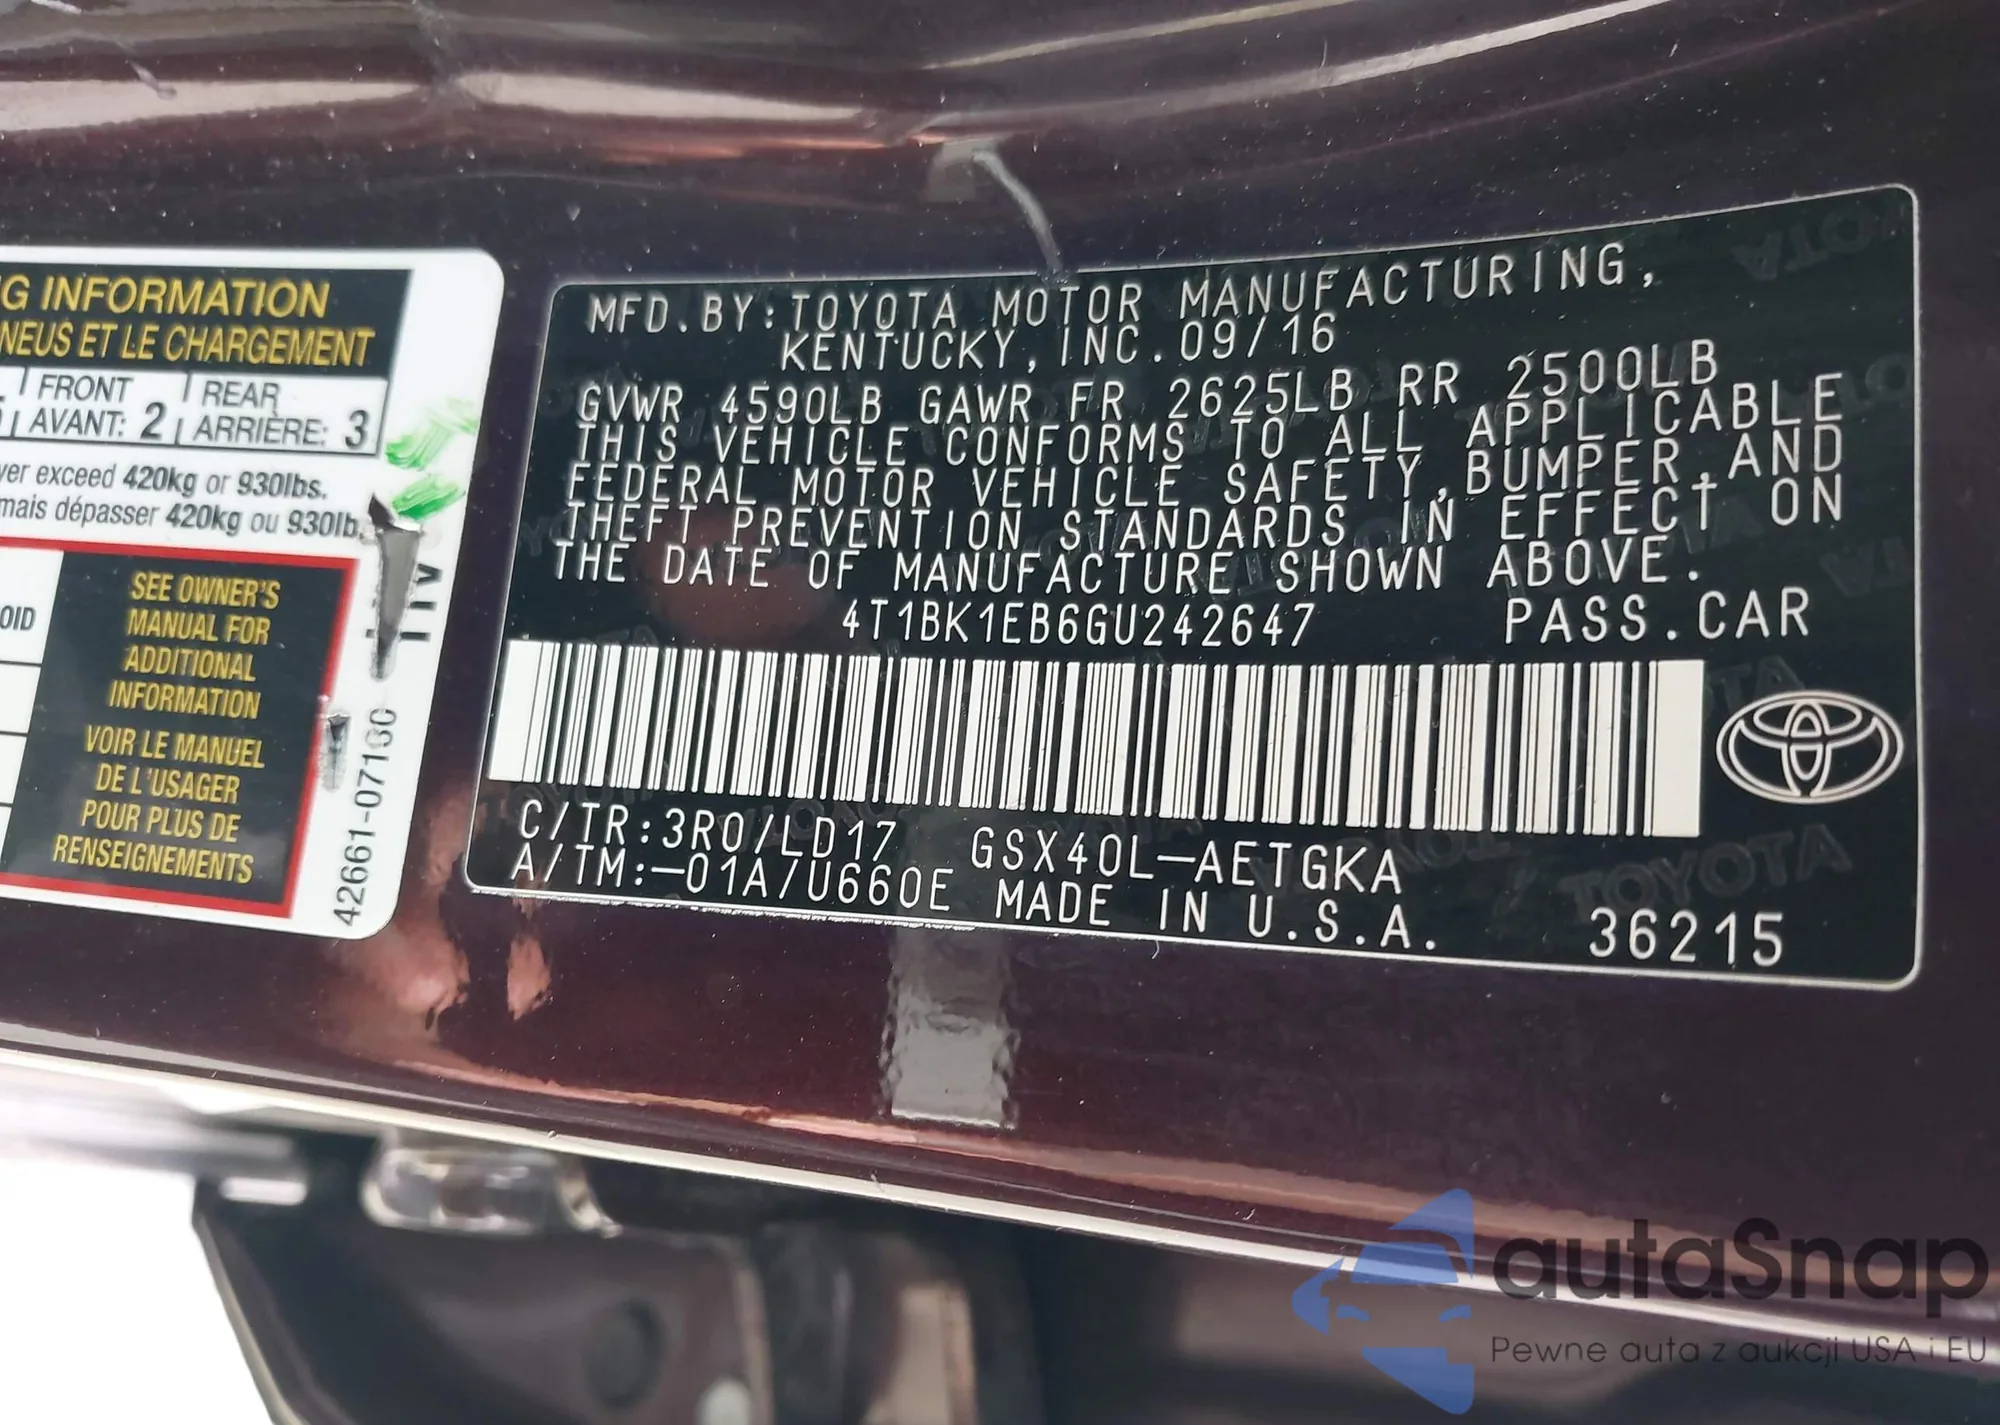 G INFORMATION
NEUS ET LE CHARGEMENT
FRONT REAR
AVANT: 2 ARRIÈRE: 3
ver exceed 420kg or 930lbs.
mais dépasser 420kg ou 930lb.
OID
SEE OWNER'S
MANUAL FOR
ADDITIONAL
INFORMATION
VOIR LE MANUEL
DE L'USAGER
POUR PLUS DE
RENSEIGNEMENTS
MFD.BY:TOYOTA MOTOR MANUFACTURING,
KENTUCKY, INC.09/16
GVWR 4590LB GAWR FR 2625LB RR 2500LB
THIS VEHICLE CONFORMS TO ALL APPLICABLE
FEDERAL MOTOR VEHICLE SAFETY,BUMPER,AND
THEFT PREVENTION STANDARDS IN EFFECT ON
THE DATE OF MANUFACTURE SHOWN ABOVE.
4T1BK1EB6GU242647 PASS.CAR
C/TR:3R0/LD17 GSX40L-AETGKA
A/TM:-01A/U660E MADE IN U.S.A. 36215
TOYOTA
autaSnap
Pewne auta z aukcji USA i EU